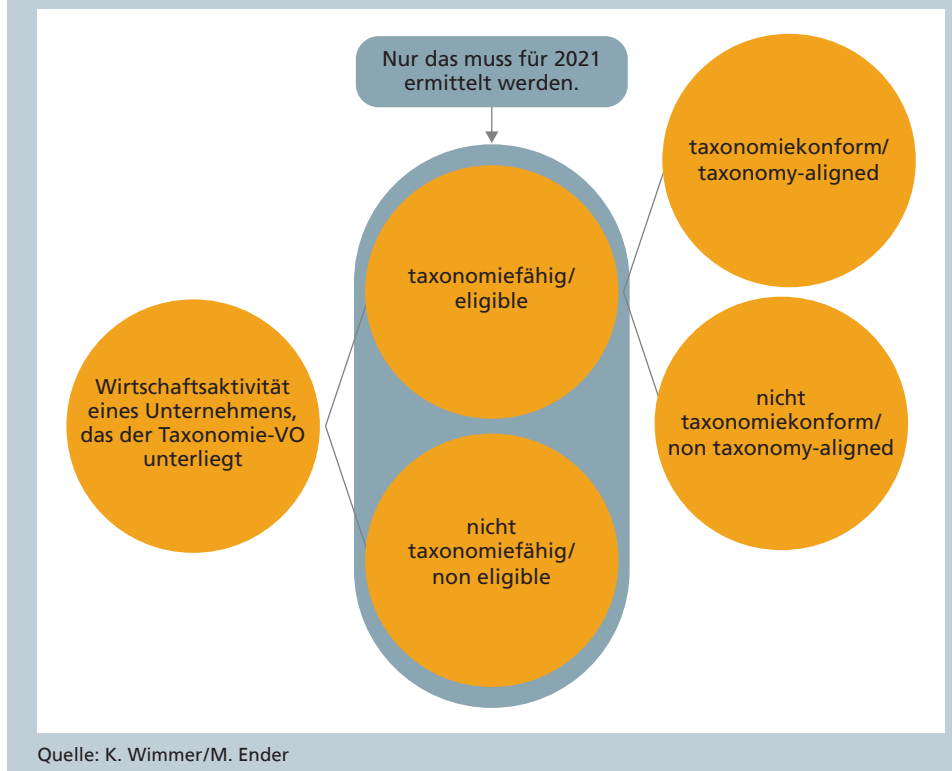 Nur das muss für 2021
ermittelt werden.
taxonomiekonform/
taxonomy-aligned
taxonomiefähig/
eligible
Wirtschaftsaktivität
eines Unternehmens,
das der Taxonomie-VO
unterliegt
nicht
taxonomiekonform/
non taxonomy-aligned
nicht
taxonomiefähig/
non eligible
Quelle: K. Wimmer/M. Ender